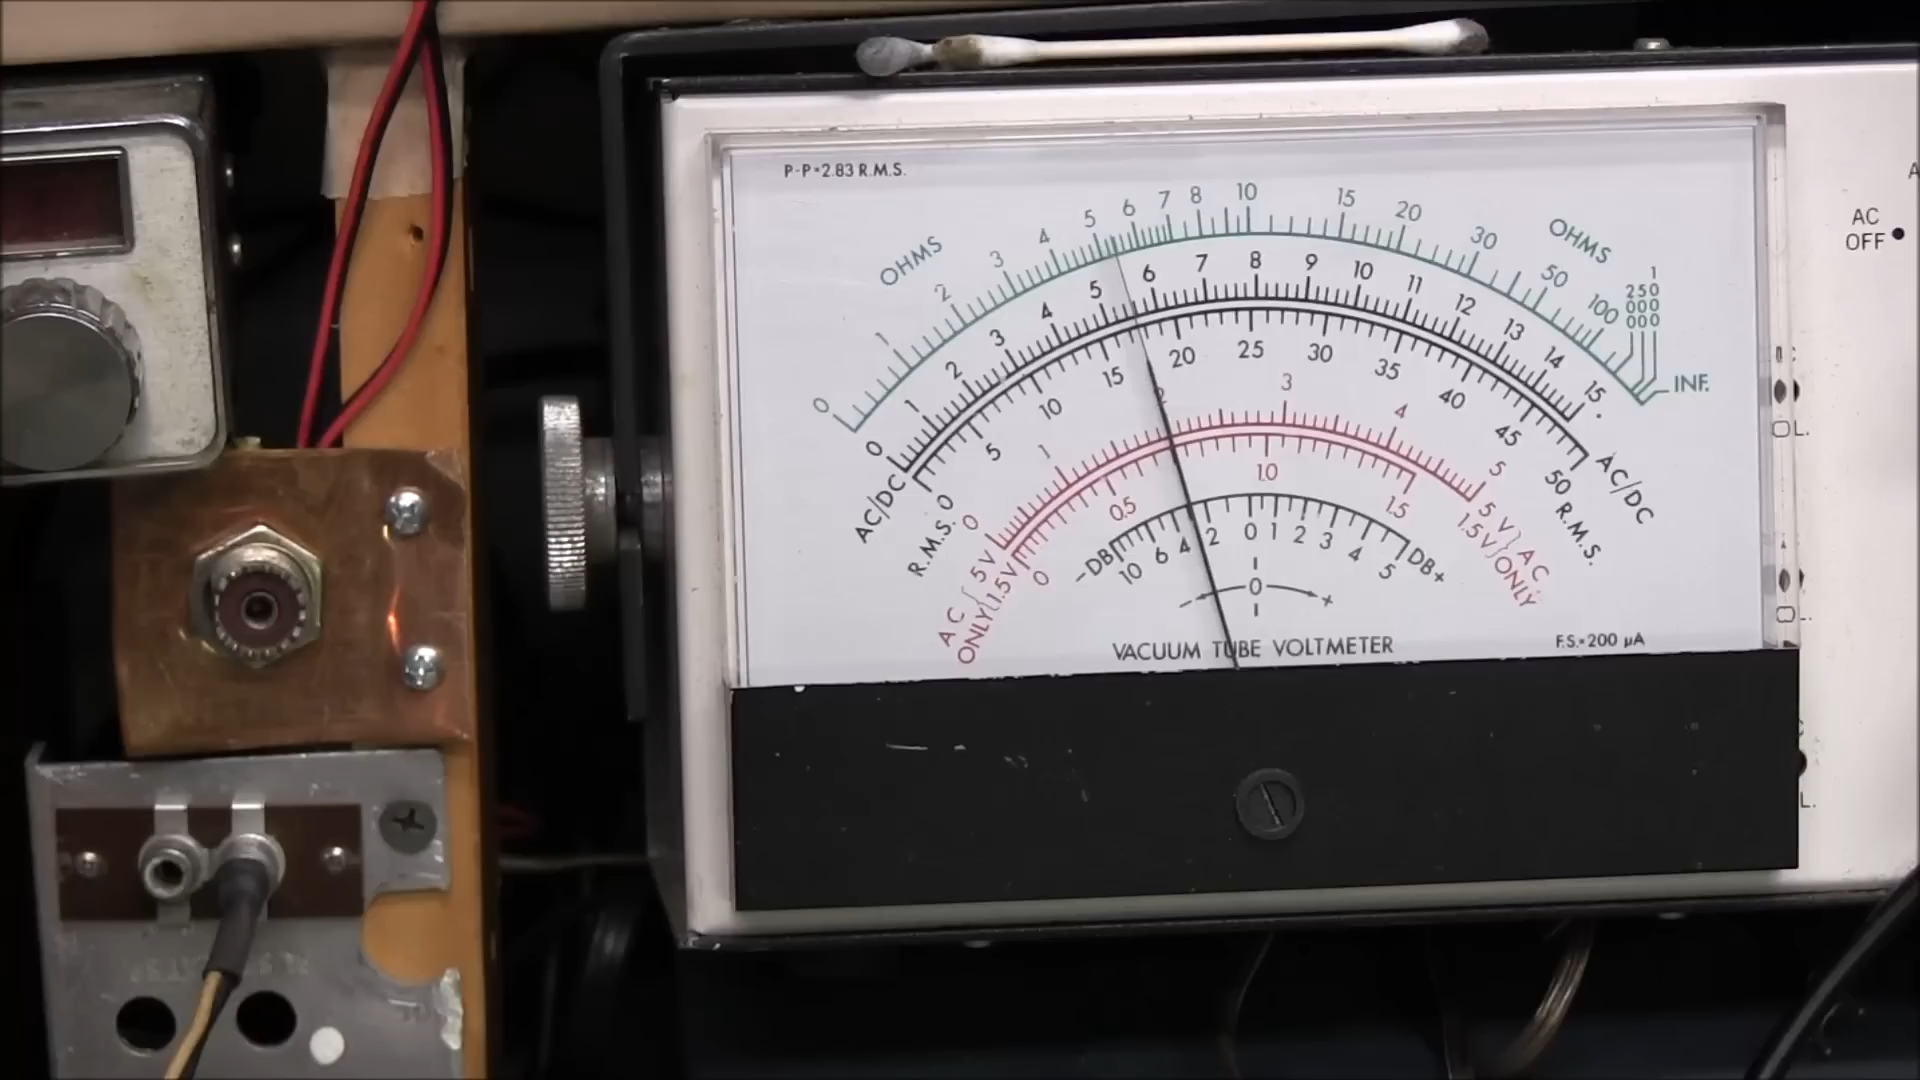 P-P=2.83 R.M.S.
OHMS
0 1 2 3 4 5 6 7 8 10 15 20 30 50 100
OHMS
1
250
000
000
INF.
0 1 2 3 4 5 6 7 8 9 10 11 12 13 14 15
AC/DC
0 5 10 15 20 25 30 35 40 45 50
AC/DC
R.M.S.
R.M.S.
0 1 2 3 4 5
5V
5V
0 0.5 1.0 1.5
1.5V
1.5V
AC
ONLY
AC
ONLY
-DB 10 6 4 2 0 1 2 3 4 5 DB+
- 0 +
VACUUM TUBE VOLTMETER
F.S.=200 µA
AC
OFF